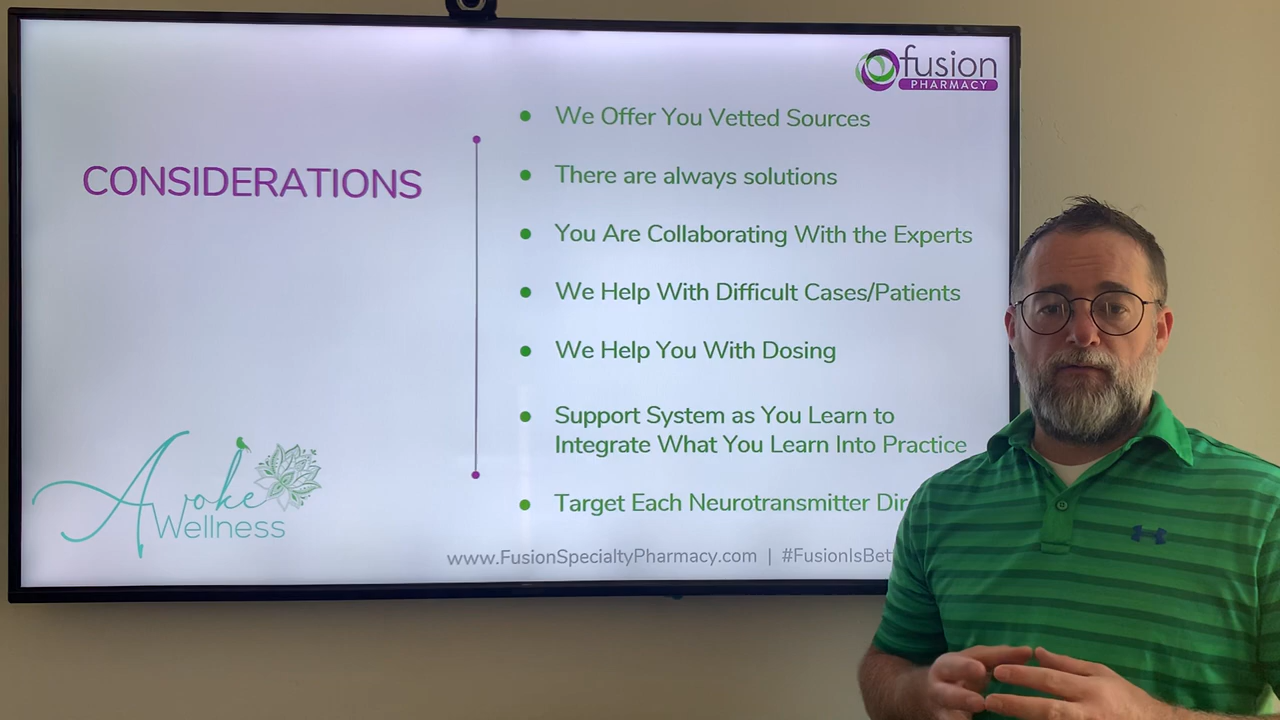 fusion
PHARMACY
CONSIDERATIONS
We Offer You Vetted Sources
There are always solutions
You Are Collaborating With the Experts
We Help With Difficult Cases/Patients
We Help You With Dosing
Support System as You Learn to
Integrate What You Learn Into Practice
Target Each Neurotransmitter
Avoke
Wellness
www.FusionSpecialtyPharmacy.com |